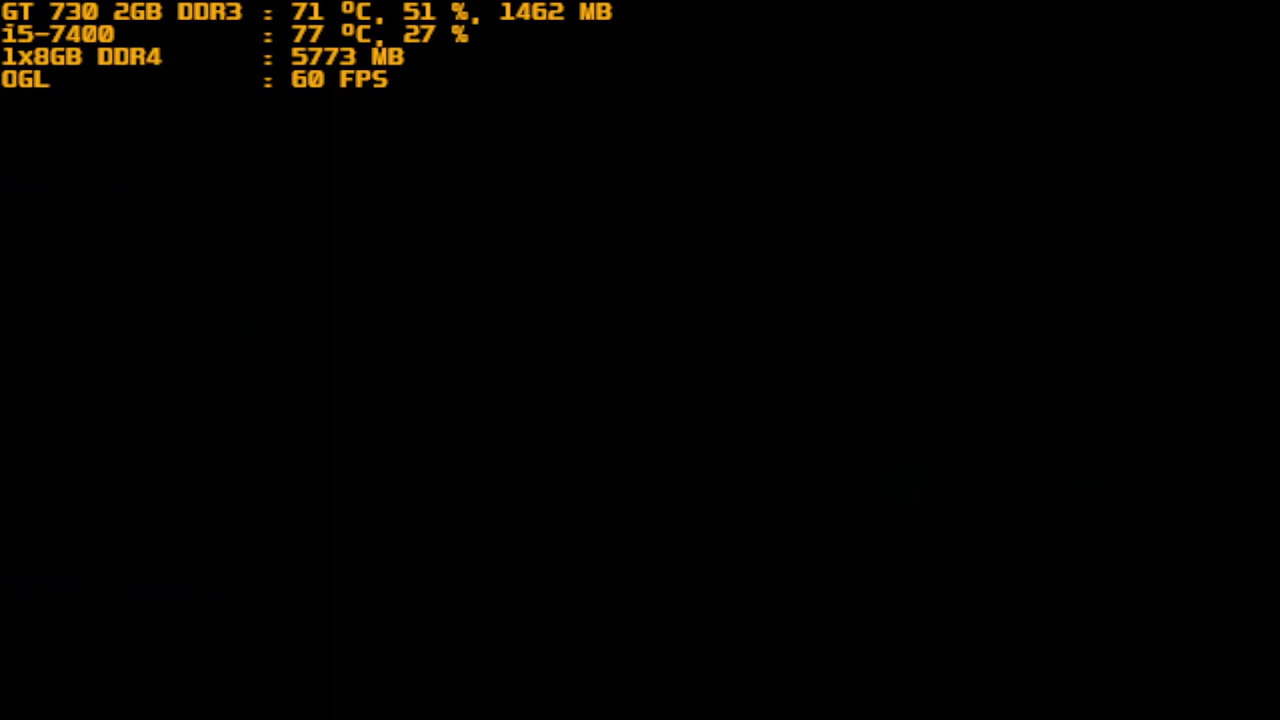 GT 730 2GB DDR3 : 71 ºC, 51 %, 1462 MB
i5-7400 : 77 ºC, 27 %
1x8GB DDR4 : 5773 MB
OGL : 60 FPS